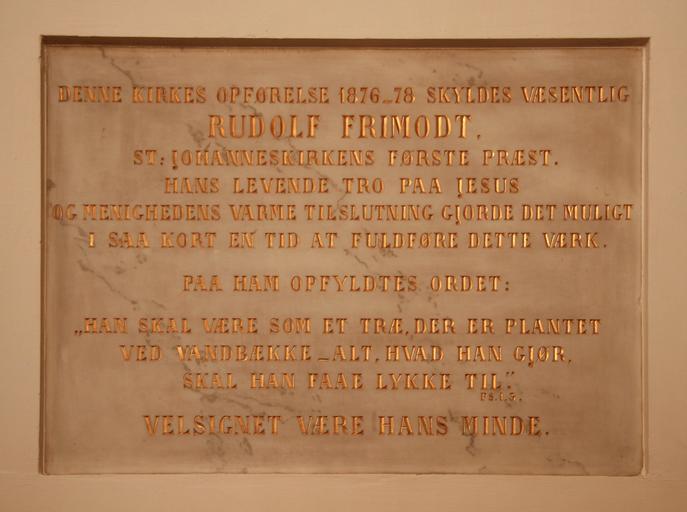 DENNE KIRKES OPFØRELSE 1876-78 SKYLDES VÆSENTLIG
RUDOLF FRIMODT,
ST: JOHANNESKIRKENS FØRSTE PRÆST.
HANS LEVENDE TRO PAA JESUS
OG MENIGHEDENS VARME TILSLUTNING GJORDE DET MULIGT
I SAA KORT EN TID AT FULDFØRE DETTE VÆRK.
PAA HAM OPFYLDTES ORDET:
„HAN SKAL VÆRE SOM ET TRÆ, DER ER PLANTET
VED VANDBÆKKE - ALT, HVAD HAN GJØR,
SKAL HAN FAAE LYKKE TIL."
PS. 1. 3.
VELSIGNET VÆRE HANS MINDE.